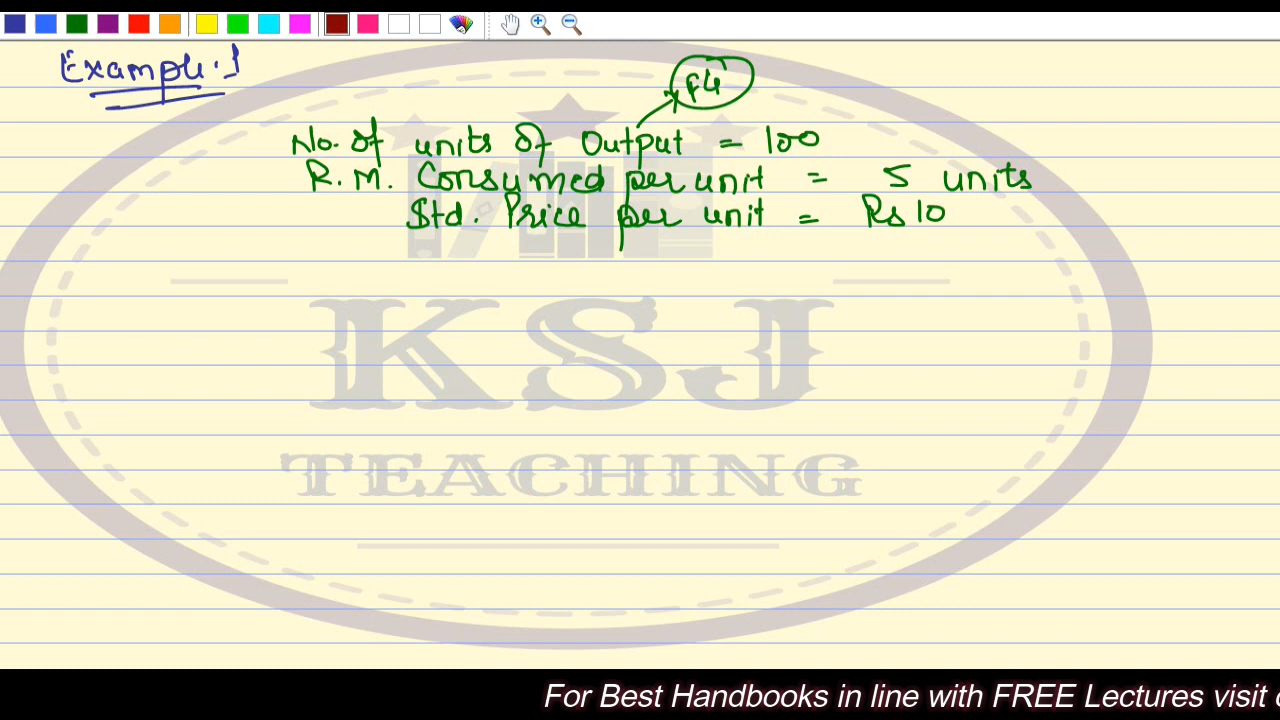 Example.1
FG
No. of units of Output = 100
R.M. Consumed per unit = 5 units
Std. Price per unit = Rs 10
KSJ
TEACHING
For Best Handbooks in line with FREE Lectures visit